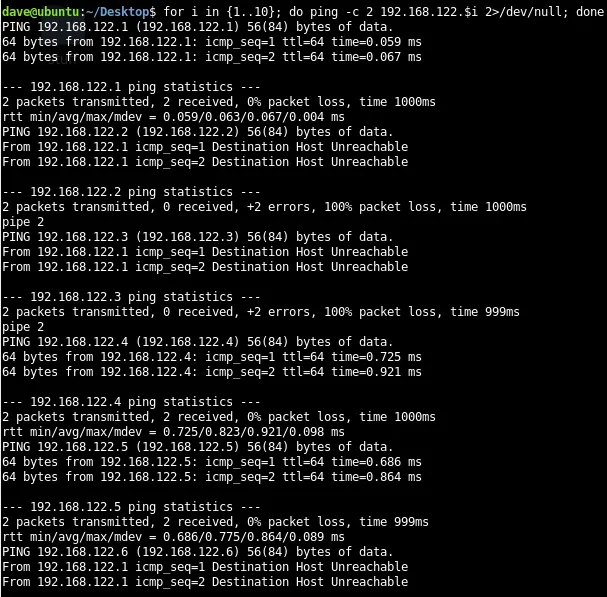 dave@ubuntu:~/Desktop$ for i in {1..10}; do ping -c 2 192.168.122.$i 2>/dev/null; done
PING 192.168.122.1 (192.168.122.1) 56(84) bytes of data.
64 bytes from 192.168.122.1: icmp_seq=1 ttl=64 time=0.059 ms
64 bytes from 192.168.122.1: icmp_seq=2 ttl=64 time=0.067 ms

--- 192.168.122.1 ping statistics ---
2 packets transmitted, 2 received, 0% packet loss, time 1000ms
rtt min/avg/max/mdev = 0.059/0.063/0.067/0.004 ms
PING 192.168.122.2 (192.168.122.2) 56(84) bytes of data.
From 192.168.122.1 icmp_seq=1 Destination Host Unreachable
From 192.168.122.1 icmp_seq=2 Destination Host Unreachable

--- 192.168.122.2 ping statistics ---
2 packets transmitted, 0 received, +2 errors, 100% packet loss, time 1000ms
pipe 2
PING 192.168.122.3 (192.168.122.3) 56(84) bytes of data.
From 192.168.122.1 icmp_seq=1 Destination Host Unreachable
From 192.168.122.1 icmp_seq=2 Destination Host Unreachable

--- 192.168.122.3 ping statistics ---
2 packets transmitted, 0 received, +2 errors, 100% packet loss, time 999ms
pipe 2
PING 192.168.122.4 (192.168.122.4) 56(84) bytes of data.
64 bytes from 192.168.122.4: icmp_seq=1 ttl=64 time=0.725 ms
64 bytes from 192.168.122.4: icmp_seq=2 ttl=64 time=0.921 ms

--- 192.168.122.4 ping statistics ---
2 packets transmitted, 2 received, 0% packet loss, time 1000ms
rtt min/avg/max/mdev = 0.725/0.823/0.921/0.098 ms
PING 192.168.122.5 (192.168.122.5) 56(84) bytes of data.
64 bytes from 192.168.122.5: icmp_seq=1 ttl=64 time=0.686 ms
64 bytes from 192.168.122.5: icmp_seq=2 ttl=64 time=0.864 ms

--- 192.168.122.5 ping statistics ---
2 packets transmitted, 2 received, 0% packet loss, time 999ms
rtt min/avg/max/mdev = 0.686/0.775/0.864/0.089 ms
PING 192.168.122.6 (192.168.122.6) 56(84) bytes of data.
From 192.168.122.1 icmp_seq=1 Destination Host Unreachable
From 192.168.122.1 icmp_seq=2 Destination Host Unreachable